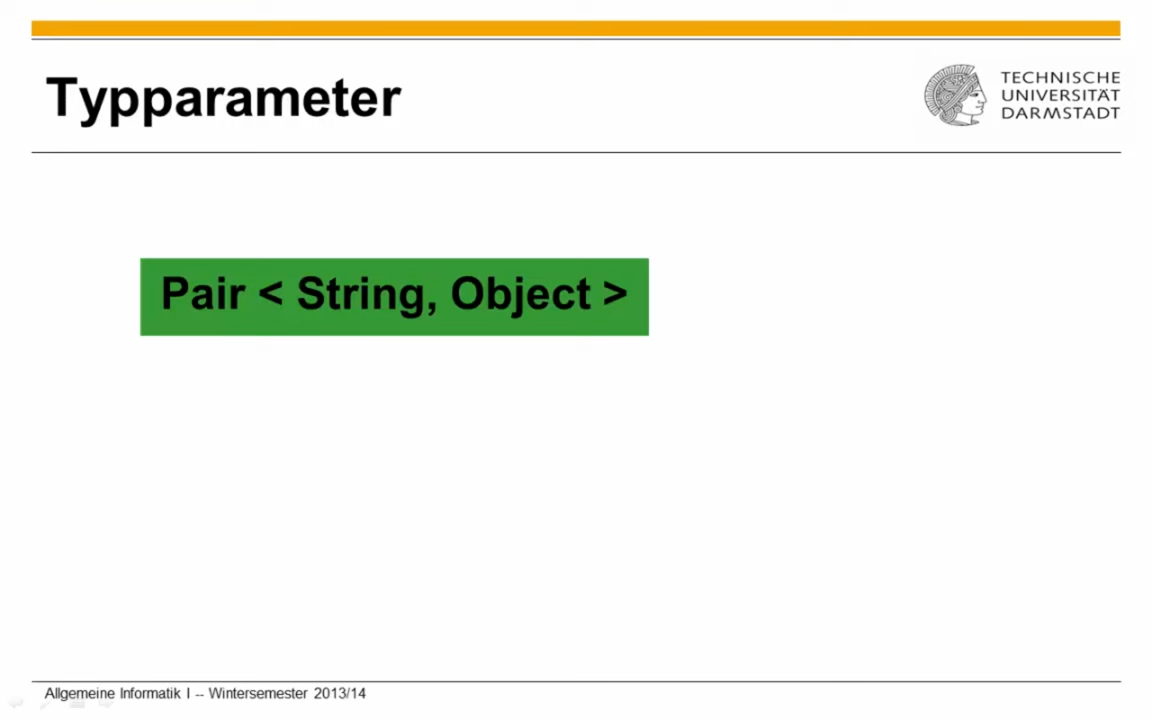 Typparameter
TECHNISCHE
UNIVERSITÄT
DARMSTADT
Pair < String, Object >
Allgemeine Informatik I -- Wintersemester 2013/14